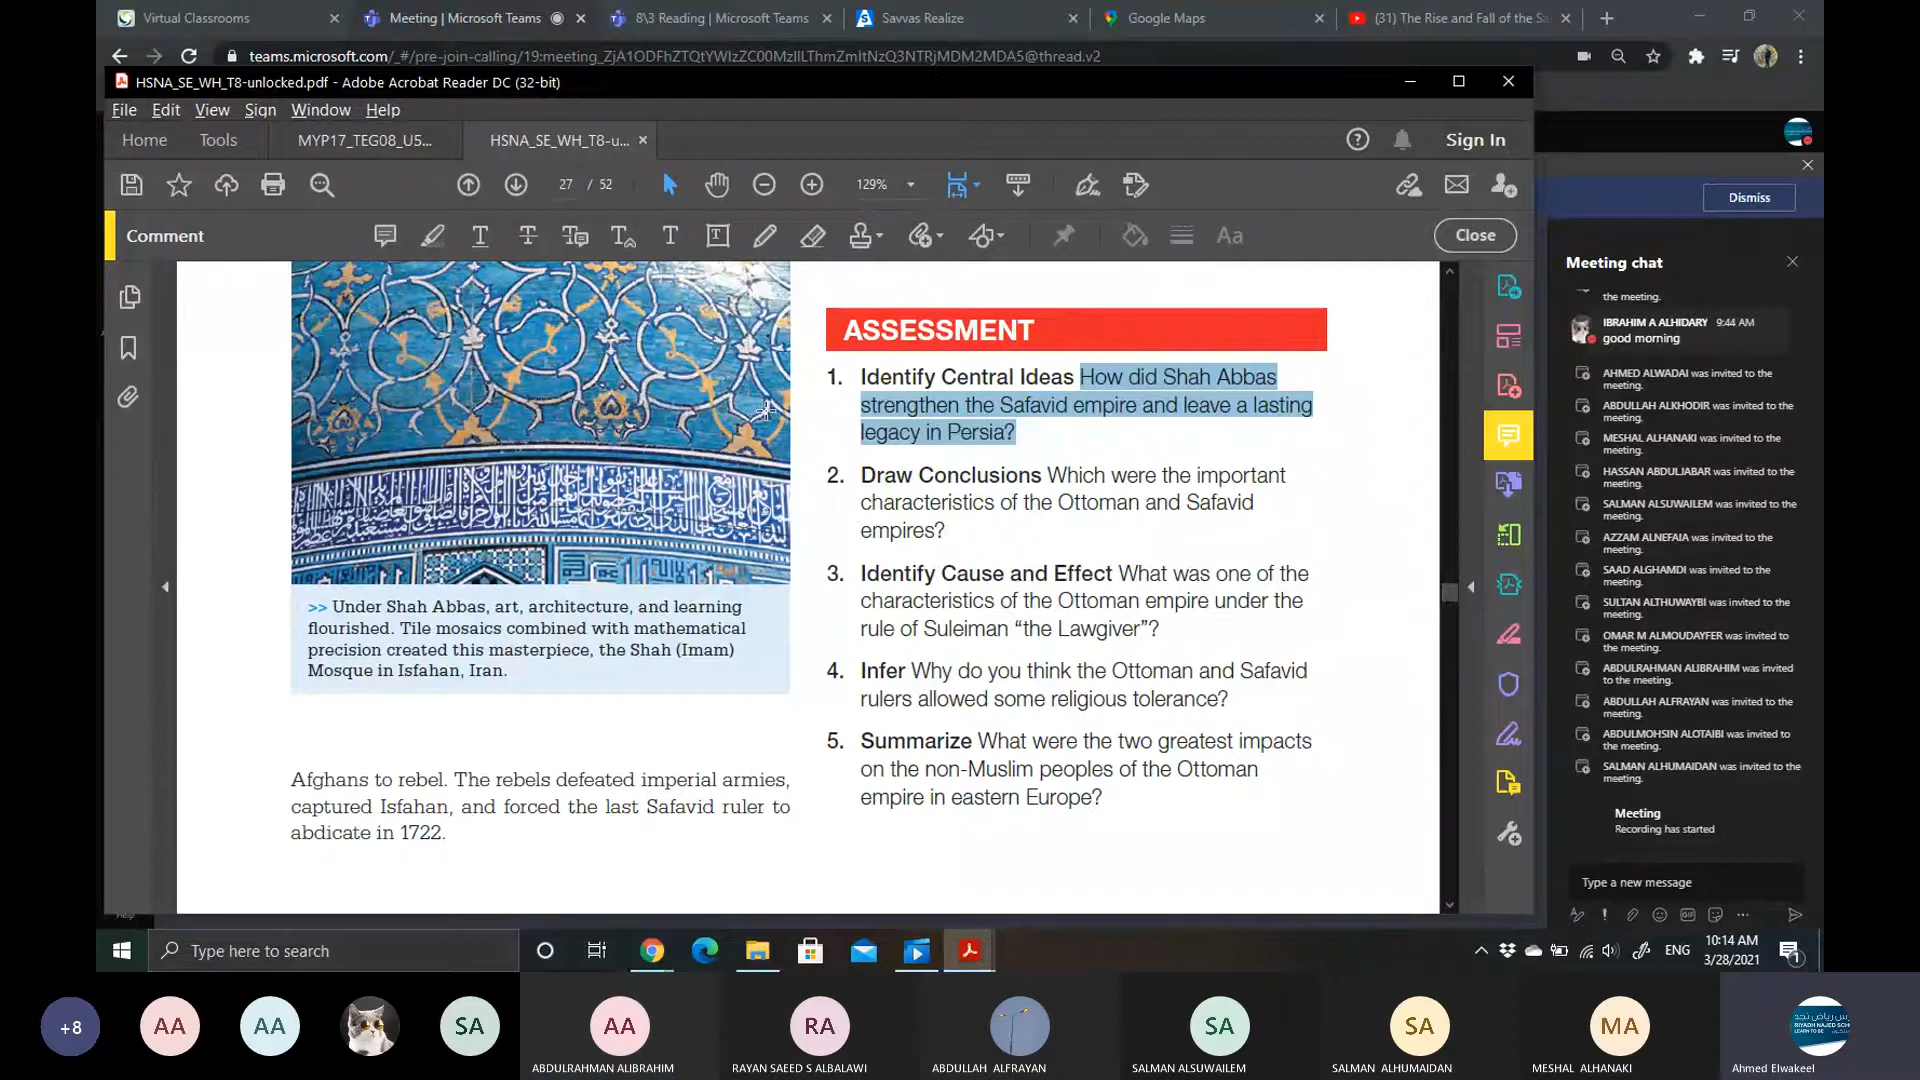 Virtual Classrooms
Meeting | Microsoft Teams
8\3 Reading | Microsoft Teams
Savvas Realize
Google Maps
(31) The Rise and Fall of the Sa
teams.microsoft.com/_#/pre-join-calling/19:meeting_ZjA1ODFhZTQtYWIzZC00MzIlLThmZmItNzQ3NTRjMDM2MDA5@thread.v2
HSNA_SE_WH_T8-unlocked.pdf - Adobe Acrobat Reader DC (32-bit)
File Edit View Sign Window Help
Home Tools MYP17_TEG08_U5... HSNA_SE_WH_T8-u... Sign In
27 / 52 129%
Comment
Close
Dismiss
ASSESSMENT
1. Identify Central Ideas How did Shah Abbas
strengthen the Safavid empire and leave a lasting
legacy in Persia?
2. Draw Conclusions Which were the important
characteristics of the Ottoman and Safavid
empires?
3. Identify Cause and Effect What was one of the
characteristics of the Ottoman empire under the
rule of Suleiman “the Lawgiver”?
4. Infer Why do you think the Ottoman and Safavid
rulers allowed some religious tolerance?
5. Summarize What were the two greatest impacts
on the non-Muslim peoples of the Ottoman
empire in eastern Europe?
>> Under Shah Abbas, art, architecture, and learning
flourished. Tile mosaics combined with mathematical
precision created this masterpiece, the Shah (Imam)
Mosque in Isfahan, Iran.
Afghans to rebel. The rebels defeated imperial armies,
captured Isfahan, and forced the last Safavid ruler to
abdicate in 1722.
Meeting chat
the meeting.
IBRAHIM A ALHIDARY 9:44 AM
good morning
AHMED ALWADAI was invited to the
meeting.
ABDULLAH ALKHODIR was invited to the
meeting.
MESHAL ALHANAKI was invited to the
meeting.
HASSAN ABDULJABAR was invited to the
meeting.
SALMAN ALSUWAILEM was invited to the
meeting.
AZZAM ALNEFAIA was invited to the
meeting.
SAAD ALGHAMDI was invited to the
meeting.
SULTAN ALTHUWAYBI was invited to the
meeting.
OMAR M ALMOUDAYFER was invited to
the meeting.
ABDULRAHMAN ALIBRAHIM was invited
to the meeting.
ABDULLAH ALFRAYAN was invited to the
meeting.
ABDULMOHSIN ALOTAIBI was invited to
the meeting.
SALMAN ALHUMAIDAN was invited to the
meeting.
Meeting
Recording has started
Type a new message
Help
Type here to search
ENG
10:14 AM
3/28/2021
1
+8 AA AA SA AA RA SA SA MA
RIYADH NAJED SCH
LEARN TO BE
ABDULRAHMAN ALIBRAHIM RAYAN SAEED S ALBALAWI ABDULLAH ALFRAYAN SALMAN ALSUWAILEM SALMAN ALHUMAIDAN MESHAL ALHANAKI Ahmed Elwakeel